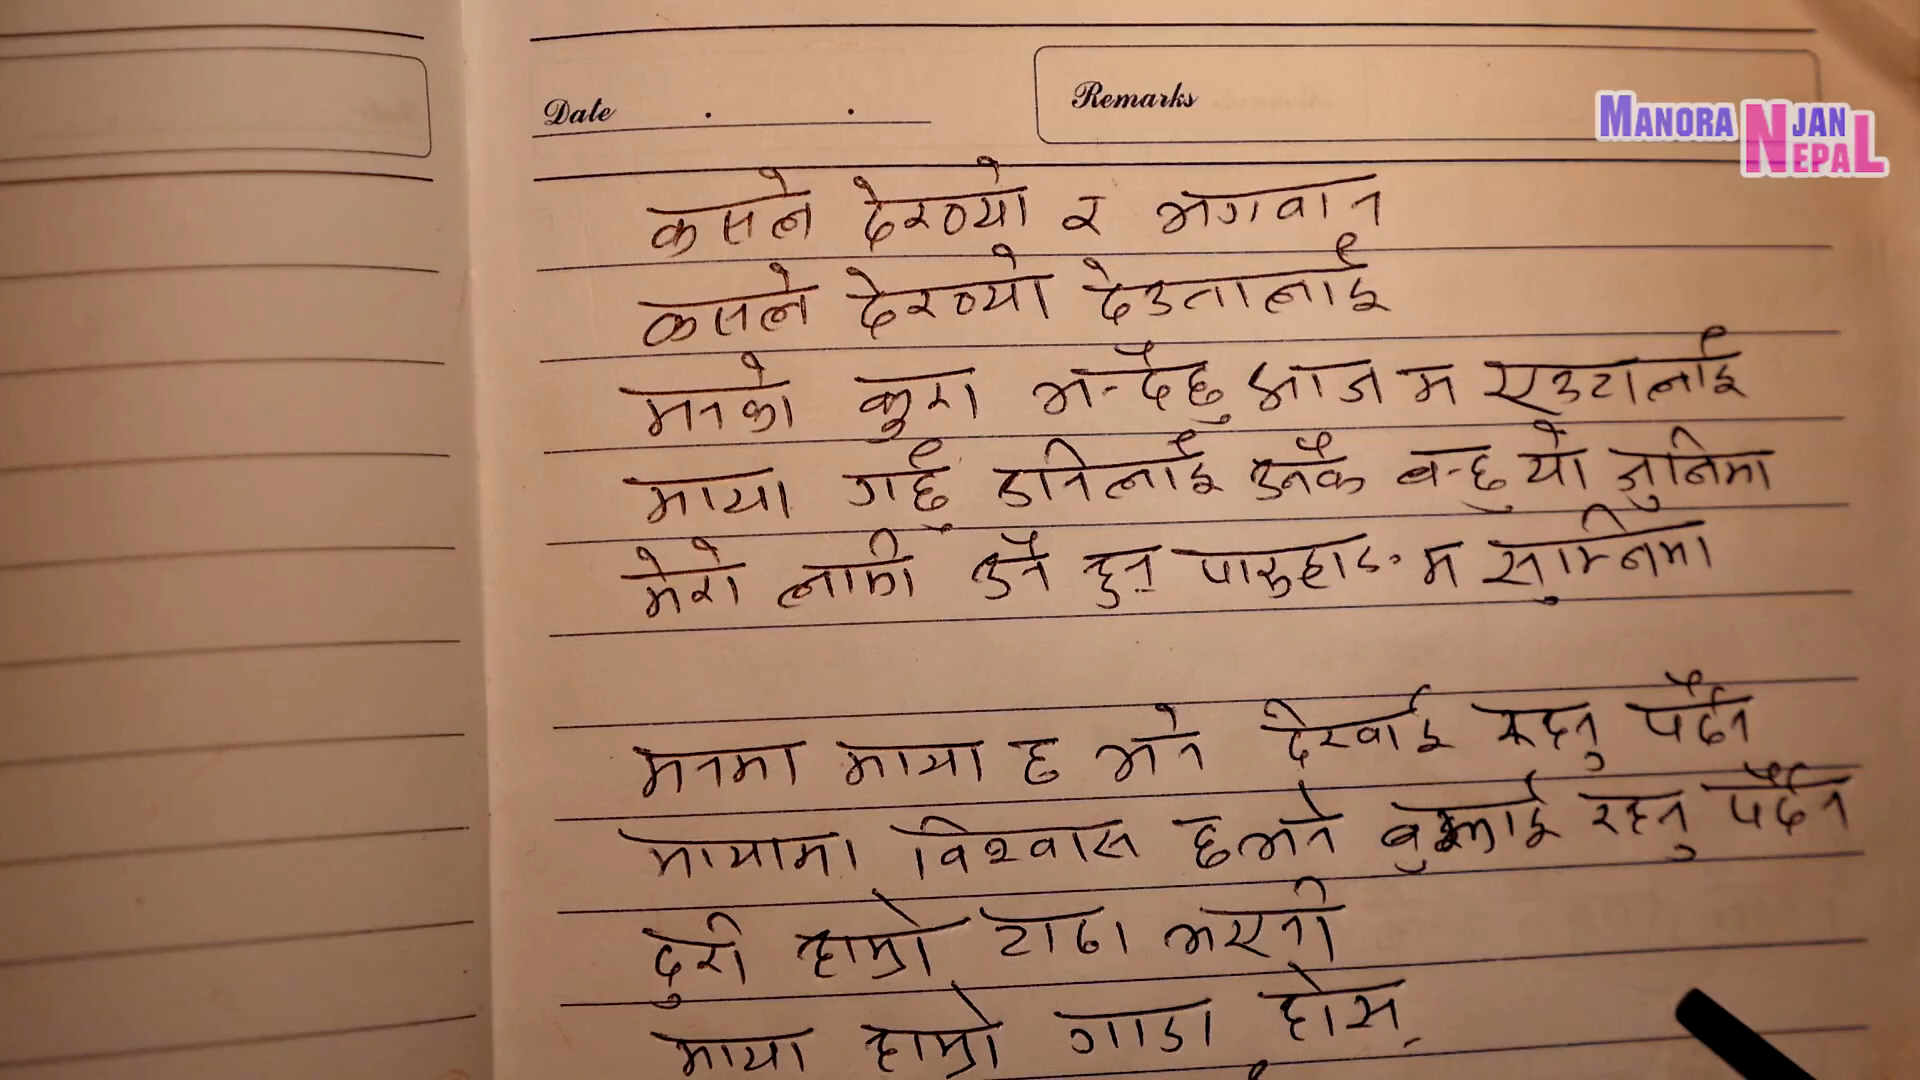 Date . .
Remarks
MANORANJAN NEPAL
कसले देख्यो र भगवान
कसले देख्यो देउतालाई
मनको कुरा भन्दैछु आज म एउटालाई
माया गर्छु उनिलाई उनकै बन्छु यो जुनिमा
मेरो लागी उनै हुन् पारुहाङ म सुम्निमा
मनमा माया छ भने देखाई रहनु पर्दैन
मायामा विश्वास छ भने बुझाई रहनु पर्दैन
दुरी हाम्रो टाढा भएनी
माया हाम्रो गाडा होस्